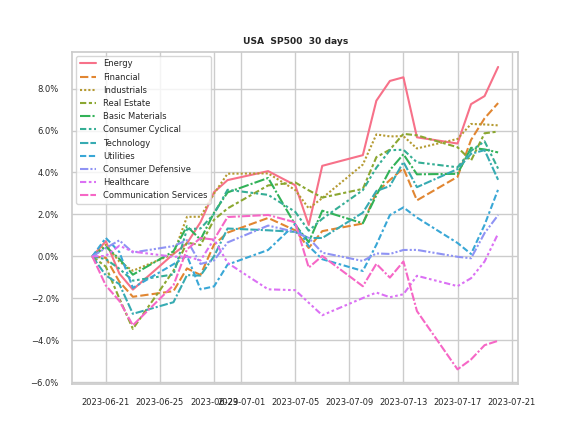 USA SP500 30 days
Energy
Financial
Industrials
Real Estate
Basic Materials
Consumer Cyclical
Technology
Utilities
Consumer Defensive
Healthcare
Communication Services
8.0%
6.0%
4.0%
2.0%
0.0%
−2.0%
−4.0%
−6.0%
2023-06-21 2023-06-25 2023-06-29 2023-07-01 2023-07-05 2023-07-09 2023-07-13 2023-07-17 2023-07-21